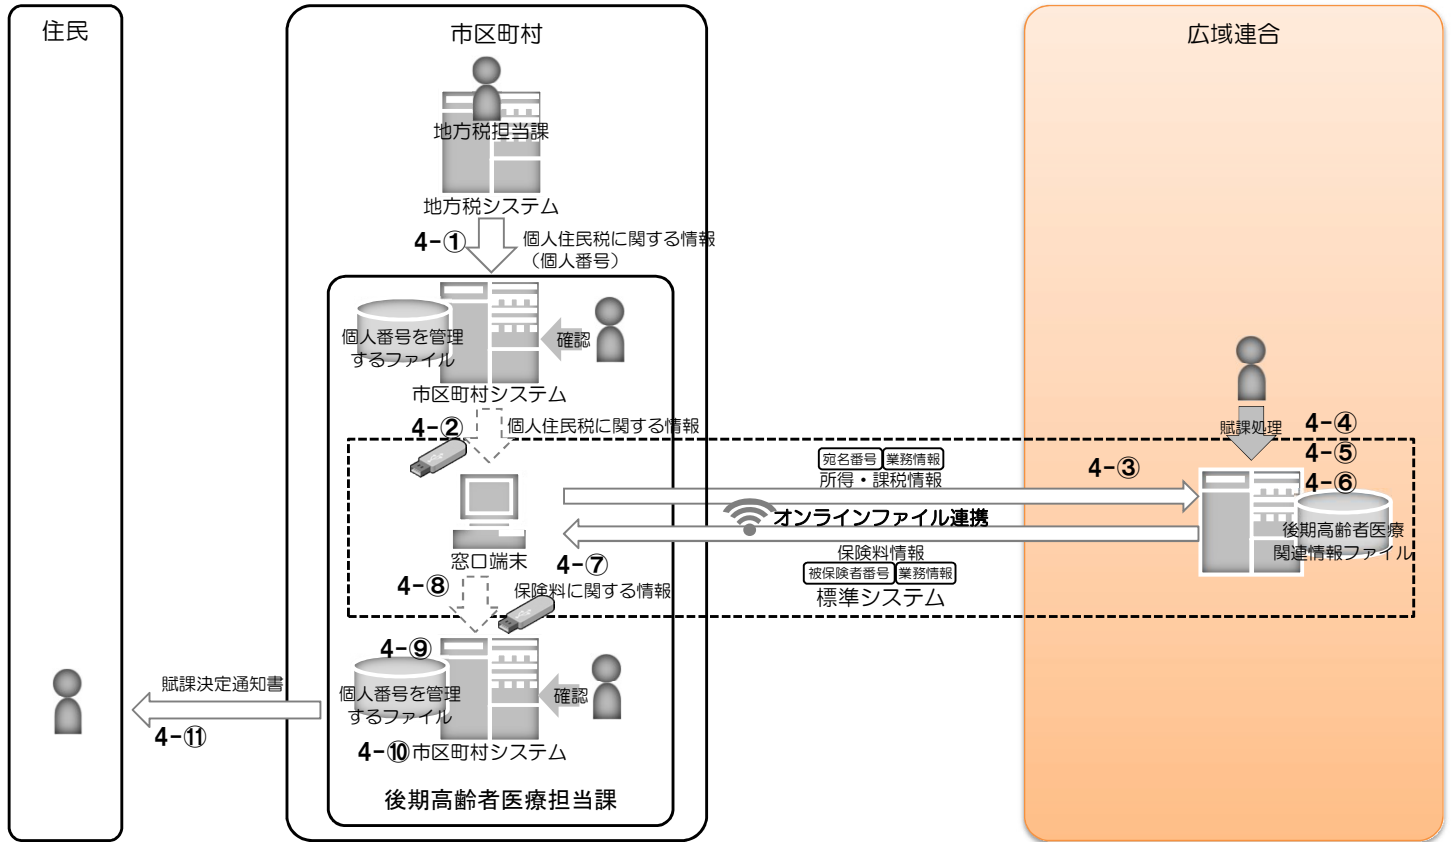 住民
市区町村
広域連合
地方税担当課
地方税システム
4-①
個人住民税に関する情報
（個人番号）
個人番号を管理
するファイル
確認
市区町村システム
4-②
個人住民税に関する情報
賦課処理
4-④
4-⑤
4-⑥
宛名番号 業務情報
所得・課税情報
4-③
オンラインファイル連携
後期高齢者医療
関連情報ファイル
窓口端末
4-⑦
保険料情報
被保険者番号 業務情報
標準システム
4-⑧
保険料に関する情報
4-⑨
個人番号を管理
するファイル
確認
4-⑩市区町村システム
賦課決定通知書
4-⑪
後期高齢者医療担当課